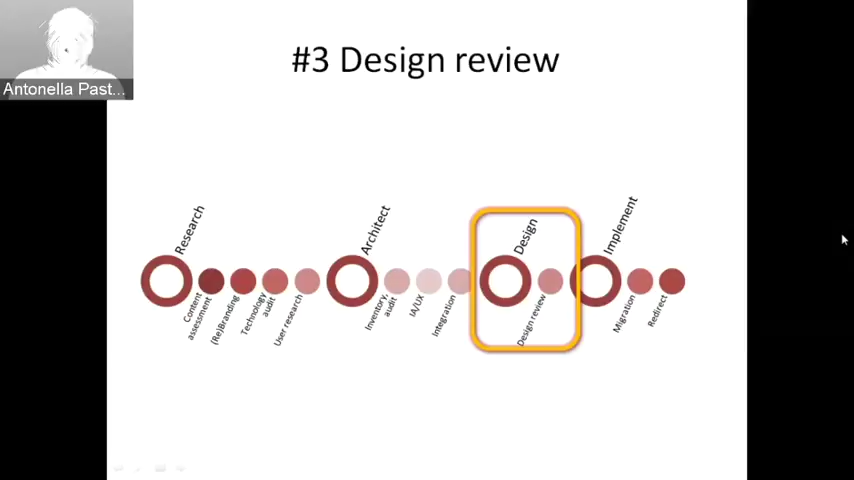 Antonella Past...
#3 Design review
Research
Content
assessment
(Re)Branding
Technology
audit
User research
Architect
Inventory,
audit
IA/UX
Integration
Design
Design review
Implement
Migration
Redirect